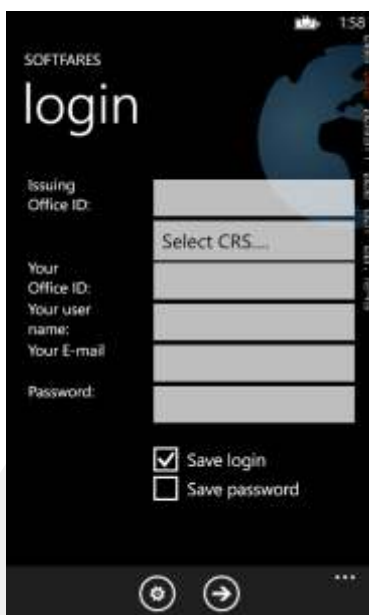 1:58
SOFTFARES
login
Issuing
Office ID:
Select CRS....
Your
Office ID:
Your user
name:
Your E-mail
Password:
Save login
Save password